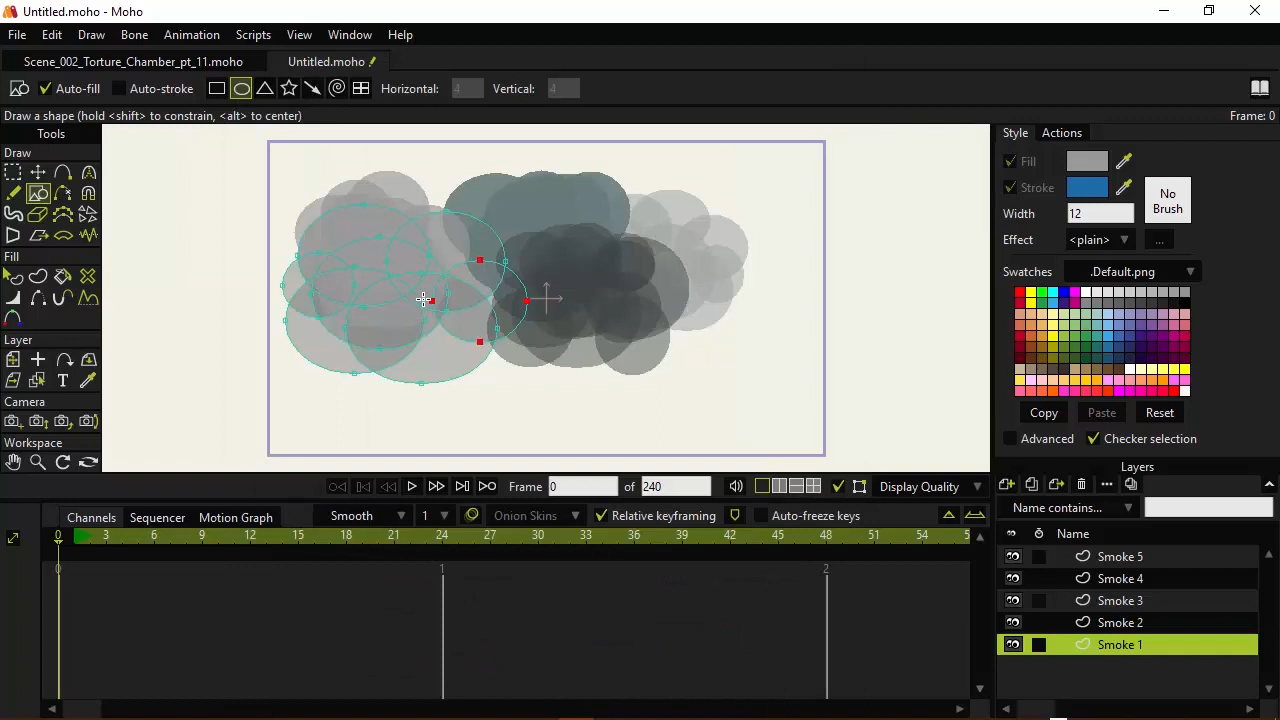 Untitled.moho - Moho
File Edit Draw Bone Animation Scripts View Window Help
Scene_002_Torture_Chamber_pt_11.moho Untitled.moho
Auto-fill Auto-stroke Horizontal: 4 Vertical: 4
Draw a shape (hold <shift> to constrain, <alt> to center) Frame: 0
Tools
Draw
Fill
Layer
Camera
Workspace
Style Actions
Fill
Stroke
No
Brush
Width 12
Effect <plain> ...
Swatches .Default.png
Copy Paste Reset
Advanced Checker selection
Layers
Name contains...
Name
Smoke 5
Smoke 4
Smoke 3
Smoke 2
Smoke 1
Frame 0 of 240 Display Quality
Channels Sequencer Motion Graph Smooth 1 Onion Skins Relative keyframing Auto-freeze keys
0 3 6 9 12 15 18 21 24 27 30 33 36 39 42 45 48 51 54 5
0 1 2